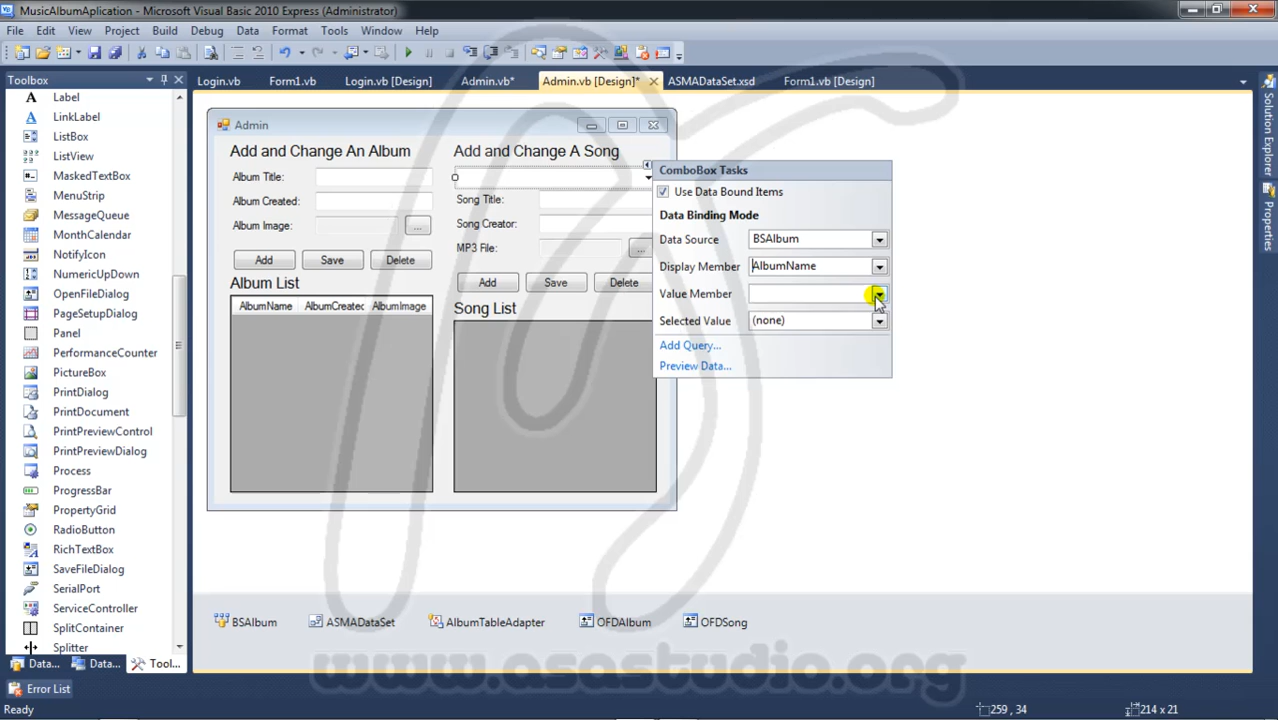 MusicAlbumAplication - Microsoft Visual Basic 2010 Express (Administrator)
File Edit View Project Build Debug Data Format Tools Window Help
Toolbox
Login.vb Form1.vb Login.vb [Design] Admin.vb* Admin.vb [Design]* ASMADataSet.xsd Form1.vb [Design]
Label
LinkLabel
ListBox
ListView
MaskedTextBox
MenuStrip
MessageQueue
MonthCalendar
NotifyIcon
NumericUpDown
OpenFileDialog
PageSetupDialog
Panel
PerformanceCounter
PictureBox
PrintDialog
PrintDocument
PrintPreviewControl
PrintPreviewDialog
Process
ProgressBar
PropertyGrid
RadioButton
RichTextBox
SaveFileDialog
SerialPort
ServiceController
SplitContainer
Splitter
Data... Data... Tool...
Admin
Add and Change An Album
Album Title:
Album Created:
Album Image:
...
Add Save Delete
Album List
AlbumName AlbumCreated AlbumImage
Add and Change A Song
Song Title:
Song Creator:
MP3 File:
...
Add Save Delete
Song List
ComboBox Tasks
Use Data Bound Items
Data Binding Mode
Data Source BSAlbum
Display Member AlbumName
Value Member
Selected Value (none)
Add Query...
Preview Data...
BSAlbum ASMADataSet AlbumTableAdapter OFDAlbum OFDSong
www.asastudio.org
Solution Explorer
Properties
Error List
Ready
259 , 34
214 x 21